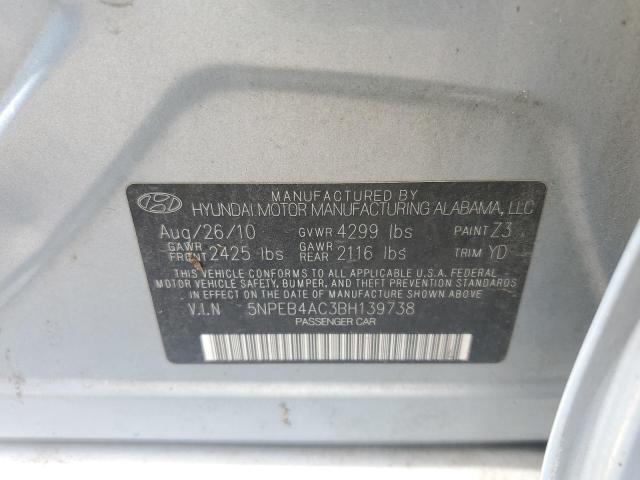 MANUFACTURED BY
HYUNDAI MOTOR MANUFACTURING ALABAMA, LLC
Aug/26/10 GVWR 4299 lbs PAINT Z3
GAWR FRONT 2425 lbs GAWR REAR 2116 lbs TRIM YD
THIS VEHICLE CONFORMS TO ALL APPLICABLE U.S.A. FEDERAL
MOTOR VEHICLE SAFETY, BUMPER, AND THEFT PREVENTION STANDARDS
IN EFFECT ON THE DATE OF MANUFACTURE SHOWN ABOVE.
V.I.N 5NPEB4AC3BH139738
PASSENGER CAR